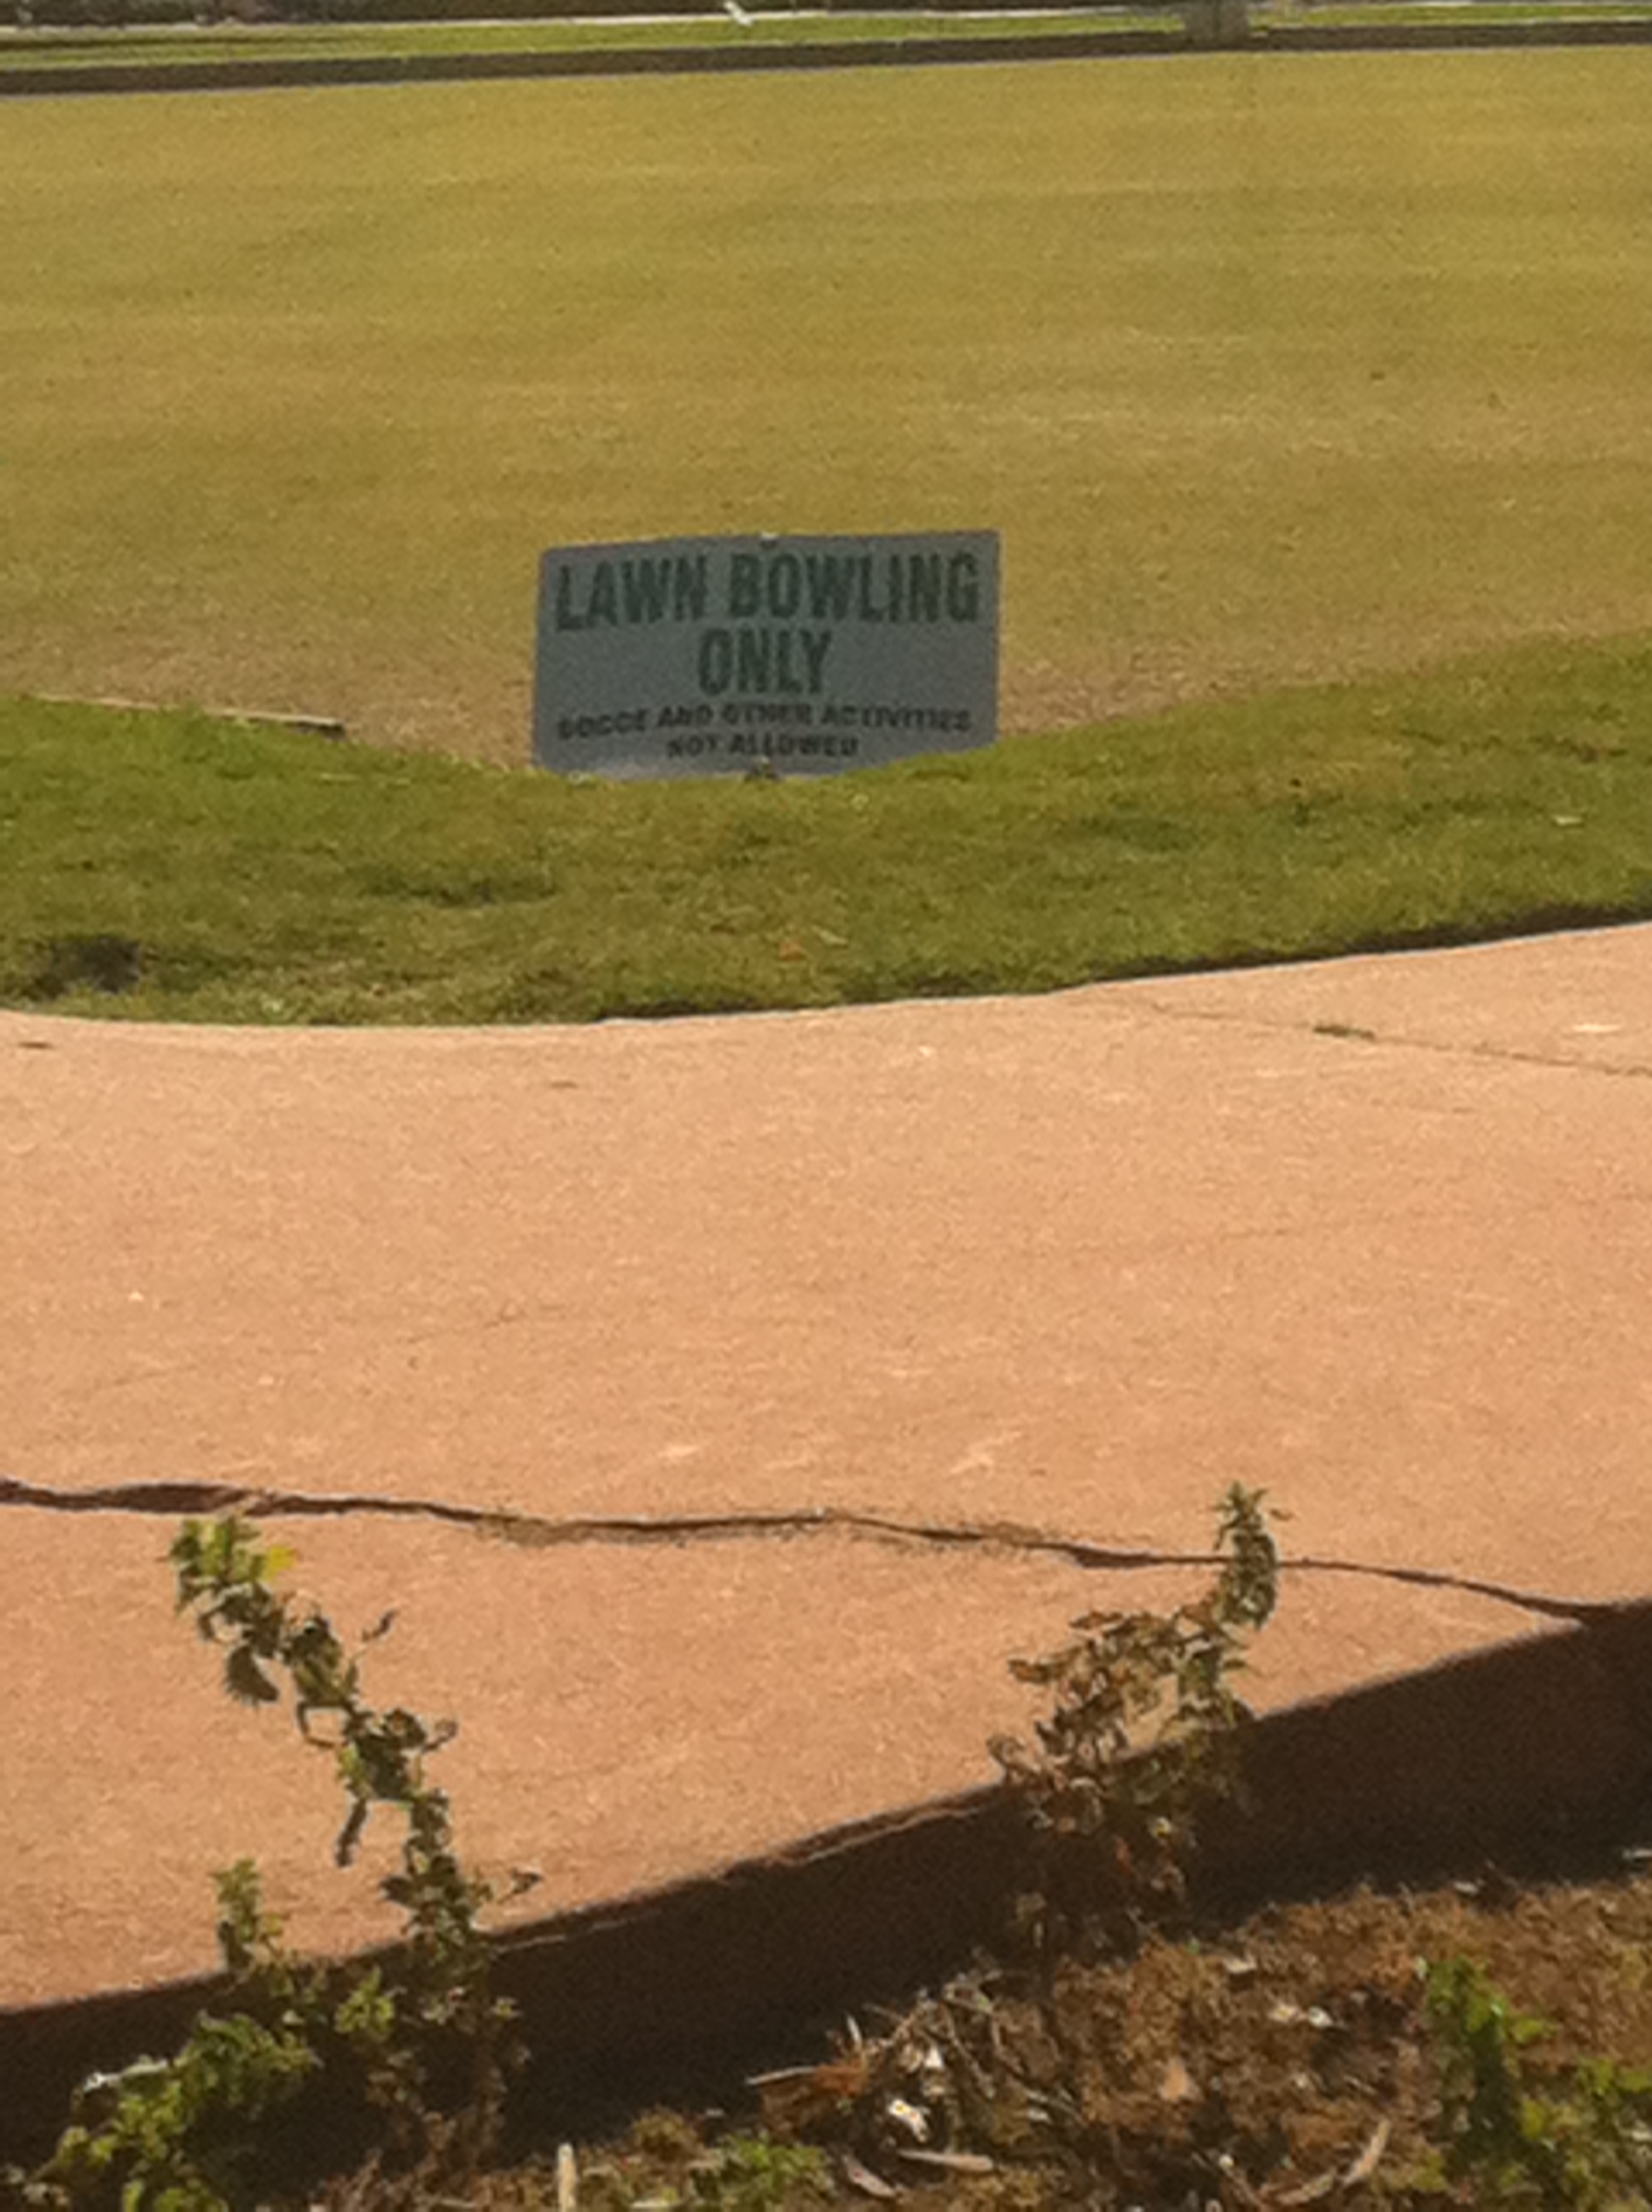 LAWN BOWLING
ONLY
BOCCE AND OTHER ACTIVITIES
NOT ALLOWED